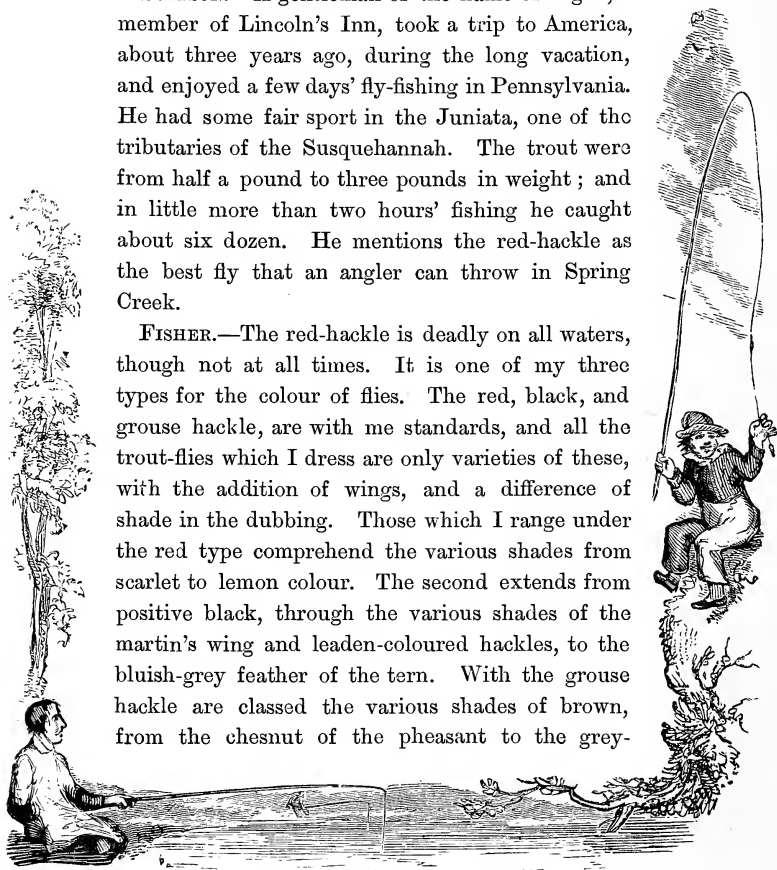 member of Lincoln's Inn, took a trip to America,
about three years ago, during the long vacation,
and enjoyed a few days' fly-fishing in Pennsylvania.
He had some fair sport in the Juniata, one of the
tributaries of the Susquehannah. The trout were
from half a pound to three pounds in weight; and
in little more than two hours' fishing he caught
about six dozen. He mentions the red-hackle as
the best fly that an angler can throw in Spring
Creek.
FISHER.—The red-hackle is deadly on all waters,
though not at all times. It is one of my three
types for the colour of flies. The red, black, and
grouse hackle, are with me standards, and all the
trout-flies which I dress are only varieties of these,
with the addition of wings, and a difference of
shade in the dubbing. Those which I range under
the red type comprehend the various shades from
scarlet to lemon colour. The second extends from
positive black, through the various shades of the
martin's wing and leaden-coloured hackles, to the
bluish-grey feather of the tern. With the grouse
hackle are classed the various shades of brown,
from the chesnut of the pheasant to the grey-